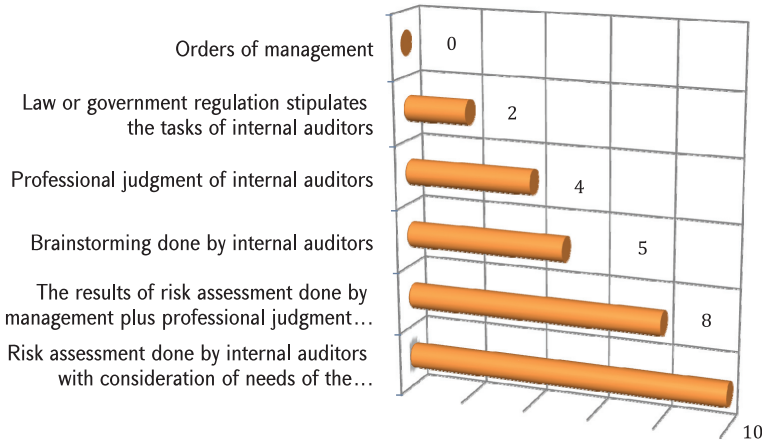 Orders of management
0
Law or government regulation stipulates
the tasks of internal auditors
2
Professional judgment of internal auditors
4
Brainstorming done by internal auditors
5
The results of risk assessment done by
management plus professional judgment…
8
Risk assessment done by internal auditors
with consideration of needs of the…
10